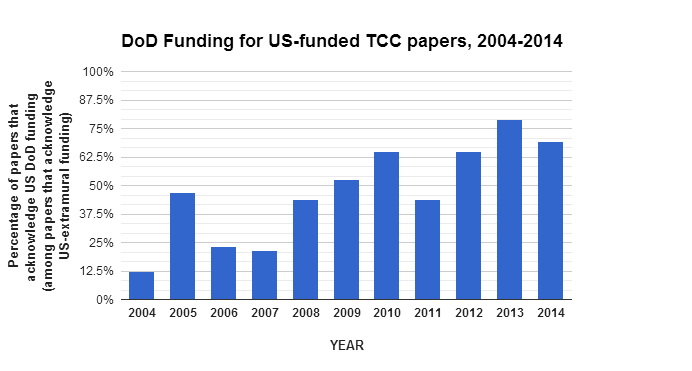 DoD Funding for US-funded TCC papers, 2004-2014
Percentage of papers that
acknowledge US DoD funding
(among papers that acknowledge
US-extramural funding)
100%
87.5%
75%
62.5%
50%
37.5%
25%
12.5%
0%
2004 2005 2006 2007 2008 2009 2010 2011 2012 2013 2014
YEAR